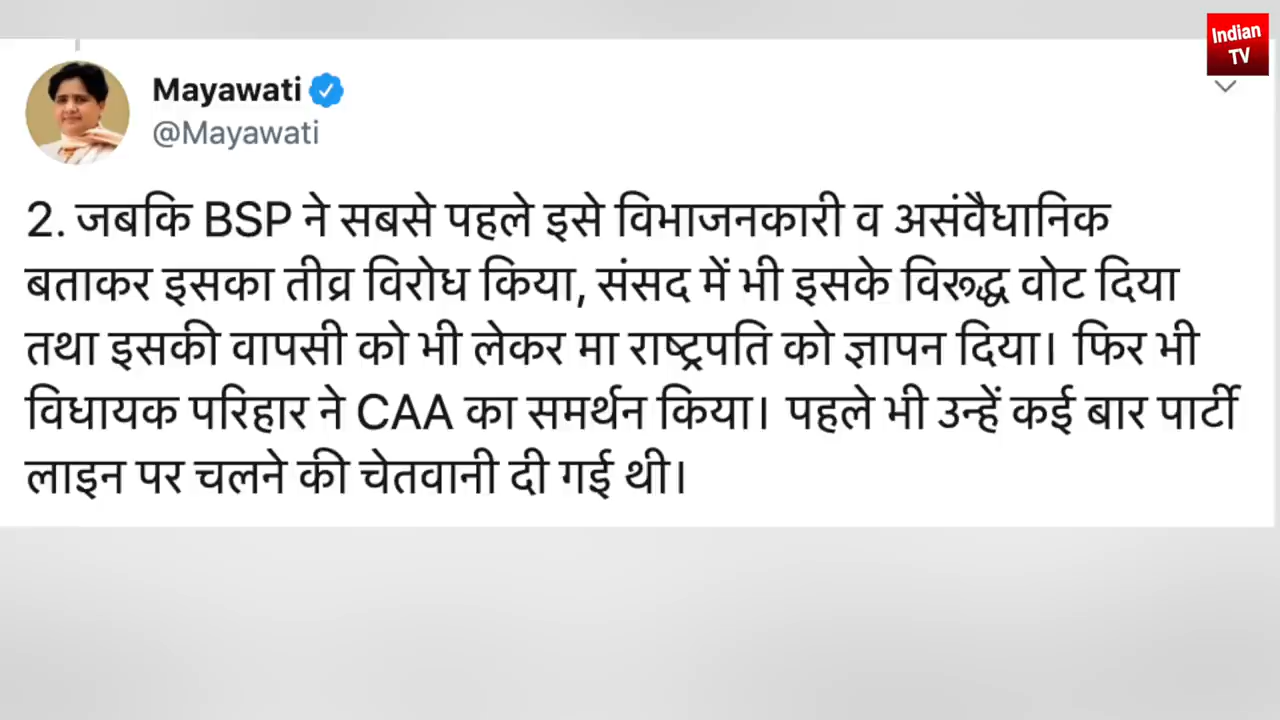 Indian
TV
Mayawati
@Mayawati
2. जबकि BSP ने सबसे पहले इसे विभाजनकारी व असंवैधानिक
बताकर इसका तीव्र विरोध किया, संसद में भी इसके विरूद्ध वोट दिया
तथा इसकी वापसी को भी लेकर मा राष्ट्रपति को ज्ञापन दिया। फिर भी
विधायक परिहार ने CAA का समर्थन किया। पहले भी उन्हें कई बार पार्टी
लाइन पर चलने की चेतवानी दी गई थी।